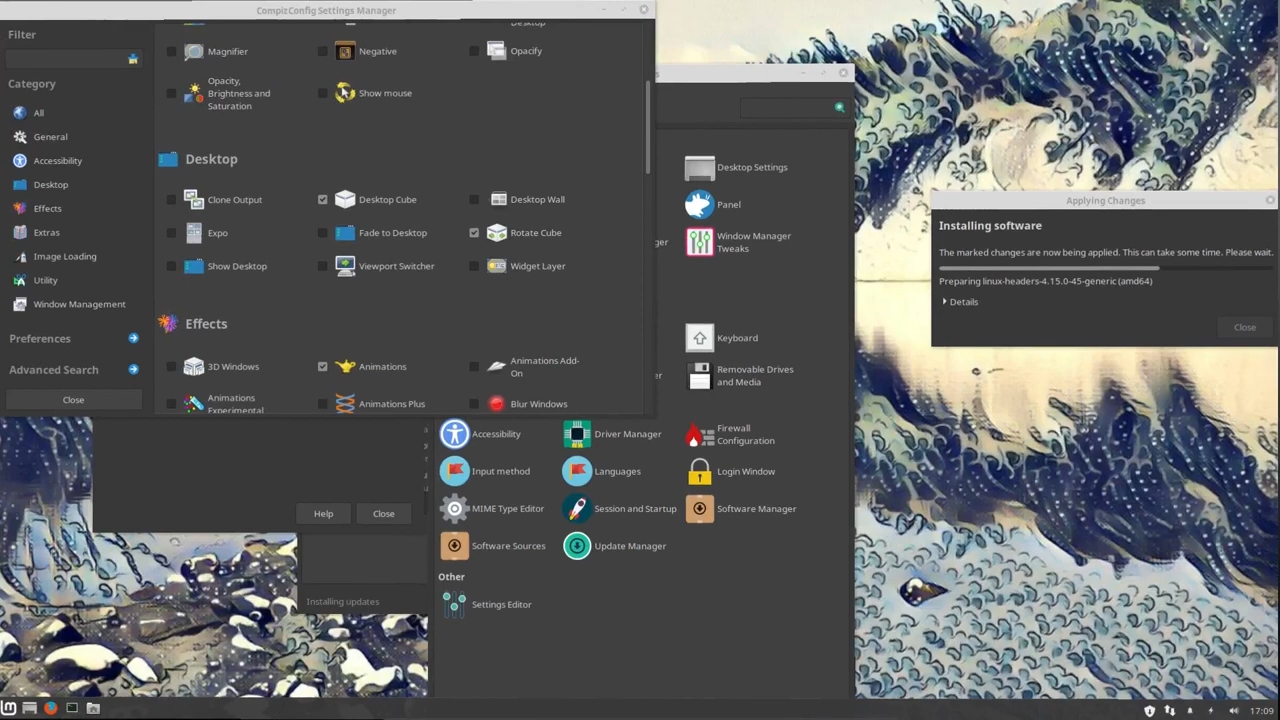 CompizConfig Settings Manager
Filter
Category
All
General
Accessibility
Desktop
Effects
Extras
Image Loading
Utility
Window Management
Preferences
Advanced Search
Close
Desktop
Magnifier
Negative
Opacify
Opacity,
Brightness and
Saturation
Show mouse
Desktop
Clone Output
Desktop Cube
Desktop Wall
Expo
Fade to Desktop
Rotate Cube
Show Desktop
Viewport Switcher
Widget Layer
Effects
3D Windows
Animations
Animations Add-
On
Animations
Experimental
Animations Plus
Blur Windows
Help
Close
Installing updates
Desktop Settings
Panel
Window Manager
Tweaks
Keyboard
Removable Drives
and Media
Accessibility
Driver Manager
Firewall
Configuration
Input method
Languages
Login Window
MIME Type Editor
Session and Startup
Software Manager
Software Sources
Update Manager
Other
Settings Editor
Applying Changes
Installing software
The marked changes are now being applied. This can take some time. Please wait.
Preparing linux-headers-4.15.0-45-generic (amd64)
Details
Close
17:09